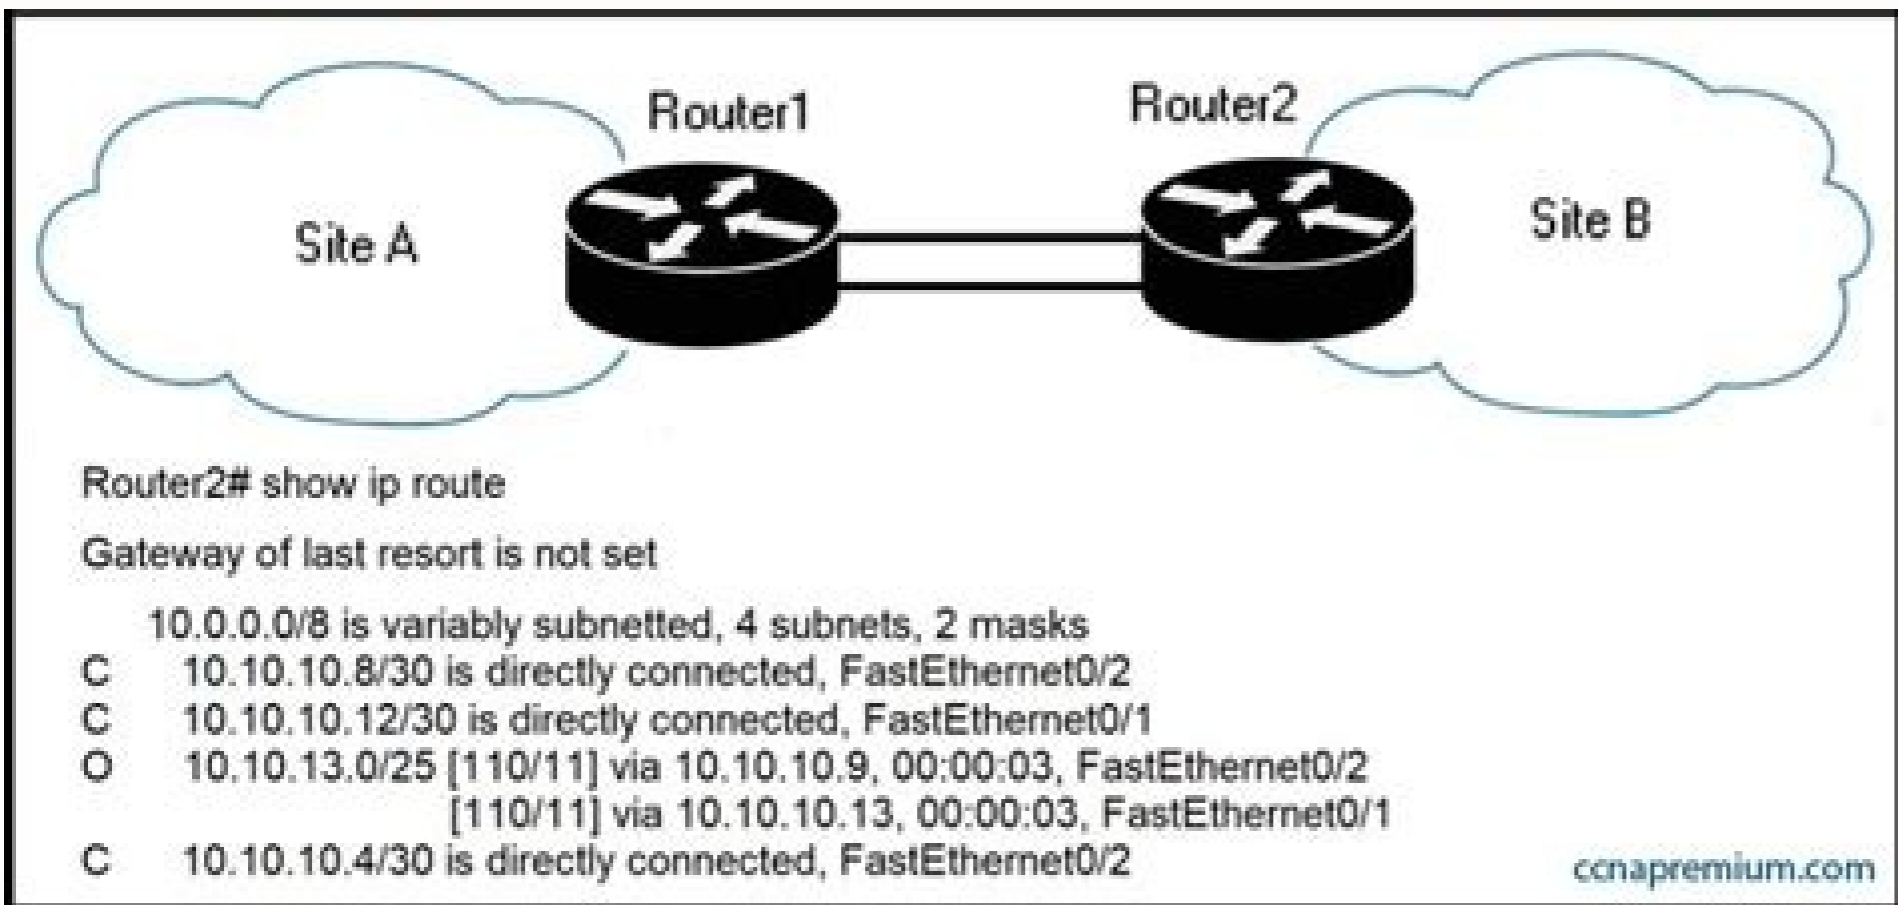 Router1
Router2
Site A
Site B
Router2# show ip route
Gateway of last resort is not set
10.0.0.0/8 is variably subnetted, 4 subnets, 2 masks
C 10.10.10.8/30 is directly connected, FastEthernet0/2
C 10.10.10.12/30 is directly connected, FastEthernet0/1
O 10.10.13.0/25 [110/11] via 10.10.10.9, 00:00:03, FastEthernet0/2
[110/11] via 10.10.10.13, 00:00:03, FastEthernet0/1
C 10.10.10.4/30 is directly connected, FastEthernet0/2
ccnapremium.com